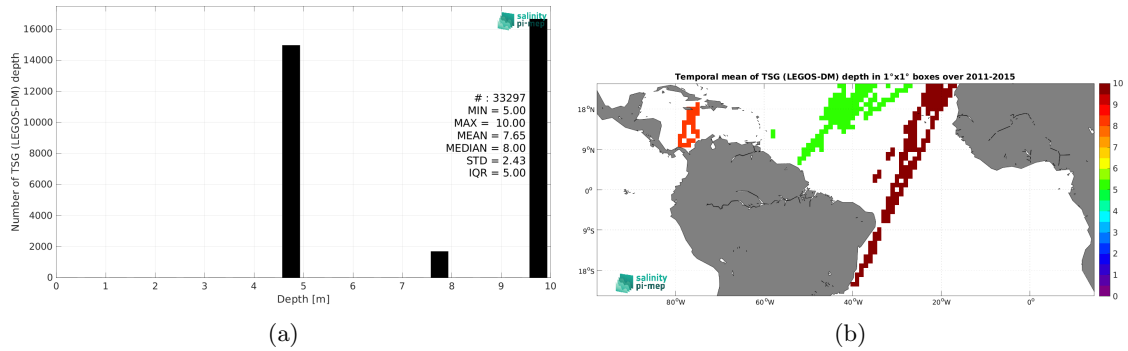 16000
14000
12000
10000
8000
6000
4000
2000
0
Number of TSG (LEGOS-DM) depth
salinity
pi-mep
# : 33297
MIN = 5.00
MAX = 10.00
MEAN = 7.65
MEDIAN = 8.00
STD = 2.43
IQR = 5.00
0 1 2 3 4 5 6 7 8 9 10
Depth [m]
(a)
Temporal mean of TSG (LEGOS-DM) depth in 1°x1° boxes over 2011-2015
18°N
9°N
0°
9°S
18°S
80°W 60°W 40°W 20°W 0°
salinity
pi-mep
10
9
8
7
6
5
4
3
2
1
0
(b)